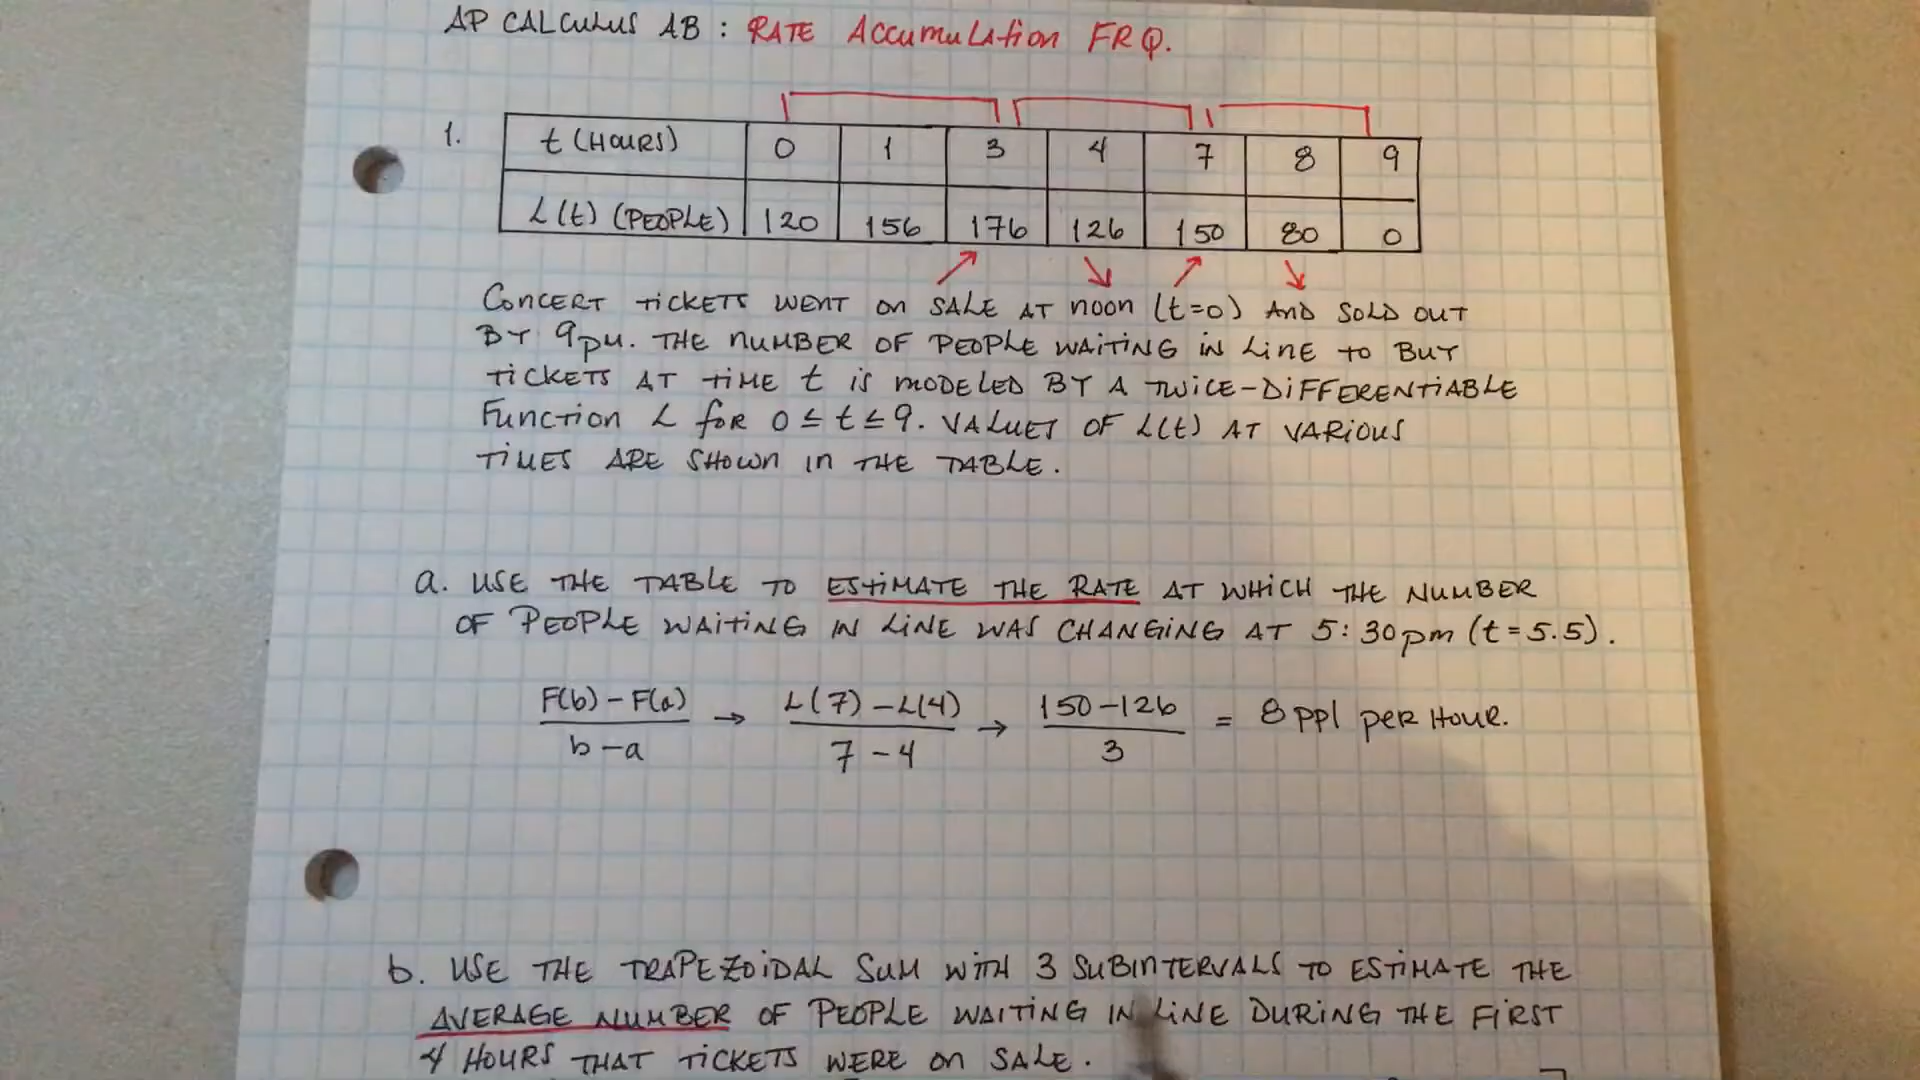 AP CALCULUS AB : RATE ACCUMULATION FRQ.
1. t (HOURS) 0 1 3 4 7 8 9
L(t) (PEOPLE) 120 156 176 126 150 80 0
CONCERT TICKETS WENT ON SALE AT NOON (t=0) AND SOLD OUT
BY 9pm. THE NUMBER OF PEOPLE WAITING IN LINE TO BUY
TICKETS AT TIME t IS MODELED BY A TWICE-DIFFERENTIABLE
FUNCTION L FOR 0 ≤ t ≤ 9. VALUES OF L(t) AT VARIOUS
TIMES ARE SHOWN IN THE TABLE.
a. USE THE TABLE TO ESTIMATE THE RATE AT WHICH THE NUMBER
OF PEOPLE WAITING IN LINE WAS CHANGING AT 5:30pm (t=5.5).
F(b) - F(a) / b - a → L(7) - L(4) / 7 - 4 → 150 - 126 / 3 = 8 ppl per HOUR.
b. USE THE TRAPEZOIDAL SUM WITH 3 SUBINTERVALS TO ESTIMATE THE
AVERAGE NUMBER OF PEOPLE WAITING IN LINE DURING THE FIRST
4 HOURS THAT TICKETS WERE ON SALE.